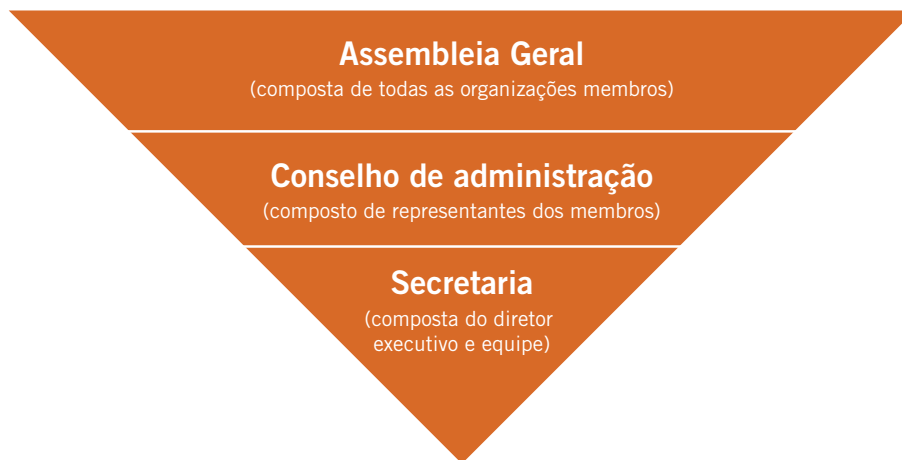 Assembleia Geral
(composta de todas as organizações membros)
Conselho de administração
(composto de representantes dos membros)
Secretaria
(composta do diretor
executivo e equipe)